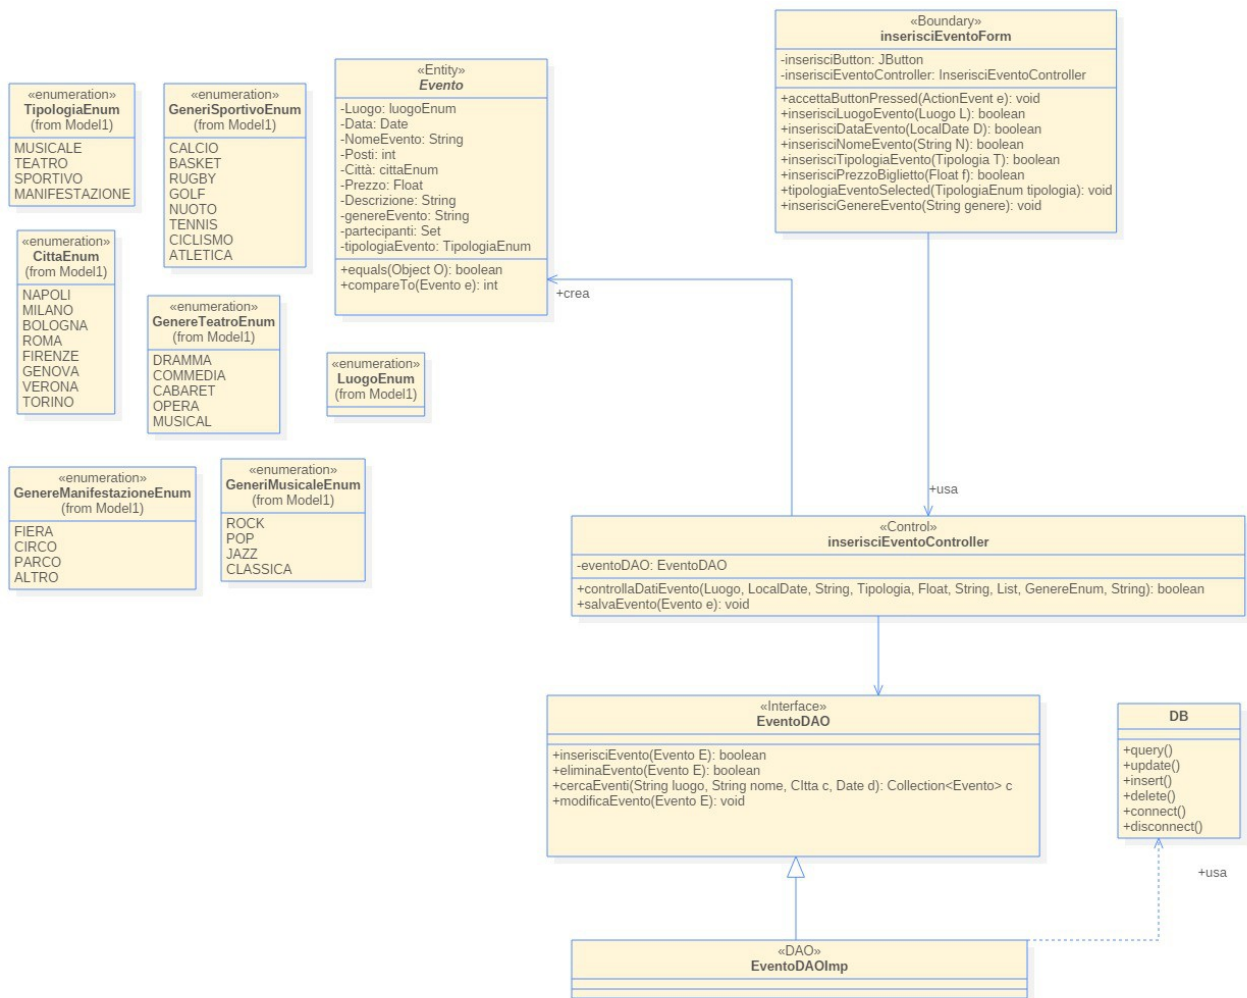 «Boundary»
inserisciEventoForm
-inserisciButton: JButton
-inserisciEventoController: InserisciEventoController
+accettaButtonPressed(ActionEvent e): void
+inserisciLuogoEvento(Luogo L): boolean
+inserisciDataEvento(LocalDate D): boolean
+inserisciNomeEvento(String N): boolean
+inserisciTipologiaEvento(Tipologia T): boolean
+inserisciPrezzoBiglietto(Float f): boolean
+tipologiaEventoSelected(TipologiaEnum tipologia): void
+inserisciGenereEvento(String genere): void
«Entity»
Evento
-Luogo: luogoEnum
-Data: Date
-NomeEvento: String
-Posti: int
-Città: cittaEnum
-Prezzo: Float
-Descrizione: String
-genereEvento: String
-partecipanti: Set
-tipologiaEvento: TipologiaEnum
+equals(Object O): boolean
+compareTo(Evento e): int
«enumeration»
TipologiaEnum
(from Model1)
MUSICALE
TEATRO
SPORTIVO
MANIFESTAZIONE
«enumeration»
GeneriSportivoEnum
(from Model1)
CALCIO
BASKET
RUGBY
GOLF
NUOTO
TENNIS
CICLISMO
ATLETICA
«enumeration»
CittaEnum
(from Model1)
NAPOLI
MILANO
BOLOGNA
ROMA
FIRENZE
GENOVA
VERONA
TORINO
«enumeration»
GenereTeatroEnum
(from Model1)
DRAMMA
COMMEDIA
CABARET
OPERA
MUSICAL
«enumeration»
LuogoEnum
(from Model1)
+crea
«enumeration»
GenereManifestazioneEnum
(from Model1)
FIERA
CIRCO
PARCO
ALTRO
«enumeration»
GeneriMusicaleEnum
(from Model1)
ROCK
POP
JAZZ
CLASSICA
+usa
«Control»
inserisciEventoController
-eventoDAO: EventoDAO
+controllaDatiEvento(Luogo, LocalDate, String, Tipologia, Float, String, List, GenereEnum, String): boolean
+salvaEvento(Evento e): void
«Interface»
EventoDAO
+inserisciEvento(Evento E): boolean
+eliminaEvento(Evento E): boolean
+cercaEventi(String luogo, String nome, CItta c, Date d): Collection<Evento> c
+modificaEvento(Evento E): void
DB
+query()
+update()
+insert()
+delete()
+connect()
+disconnect()
+usa
«DAO»
EventoDAOImp